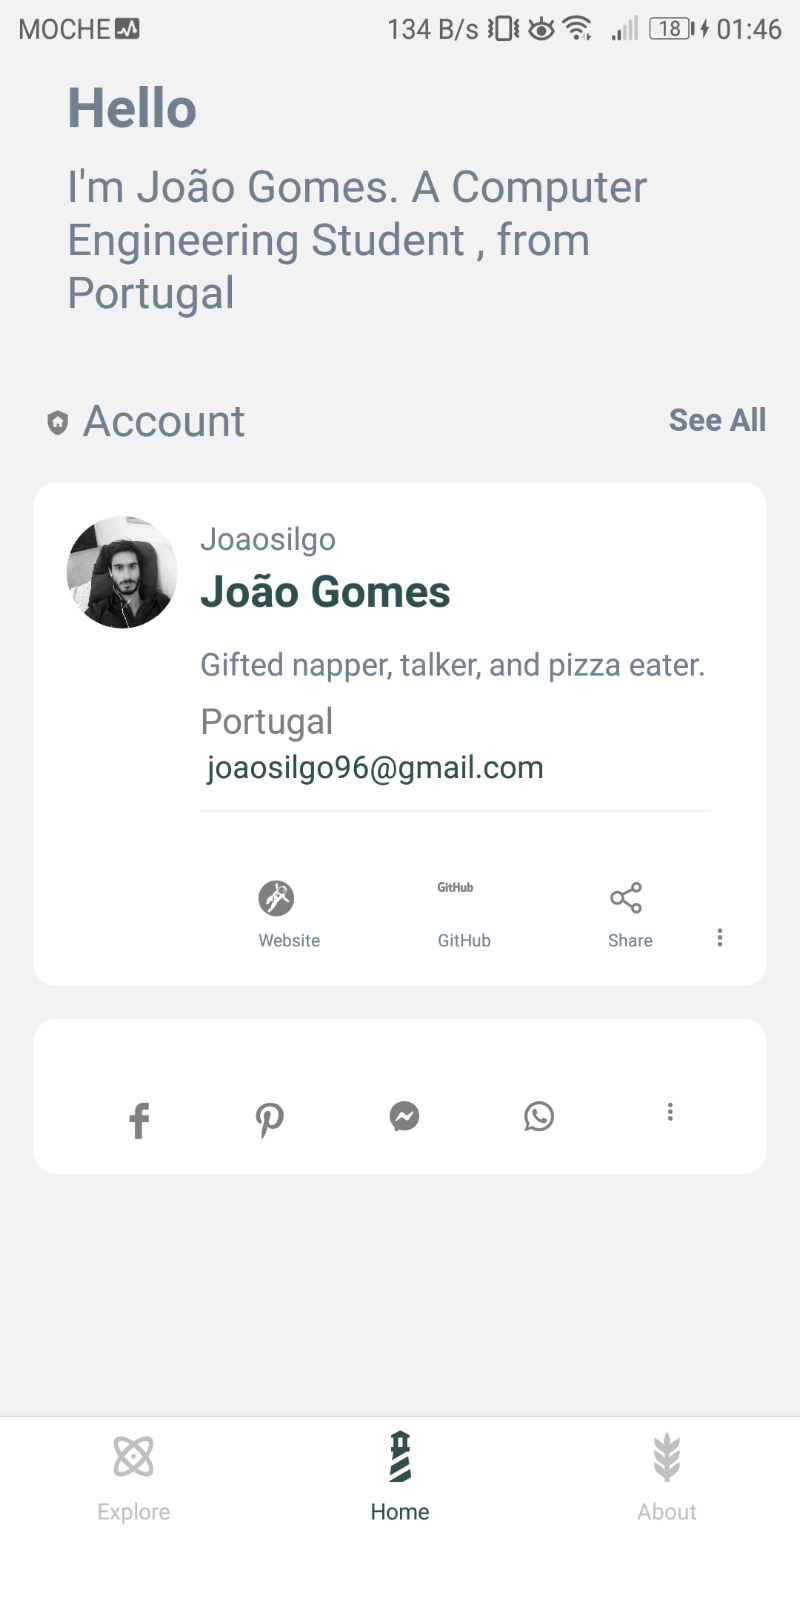 MOCHE 134 B/s 18 01:46
Hello
I'm João Gomes. A Computer
Engineering Student , from
Portugal
Account See All
Joaosilgo
João Gomes
Gifted napper, talker, and pizza eater.
Portugal
joaosilgo96@gmail.com
GitHub
Website GitHub Share
Explore Home About